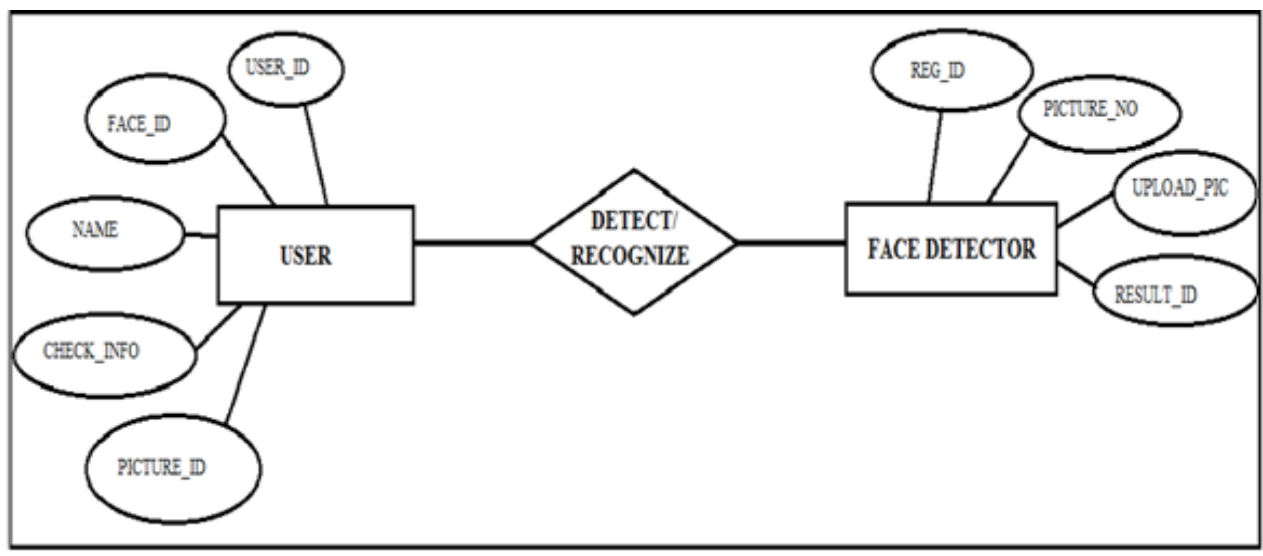 USER_ID
FACE_ID
NAME
CHECK_INFO
PICTURE_ID
USER
DETECT/
RECOGNIZE
FACE DETECTOR
REG_ID
PICTURE_NO
UPLOAD_PIC
RESULT_ID